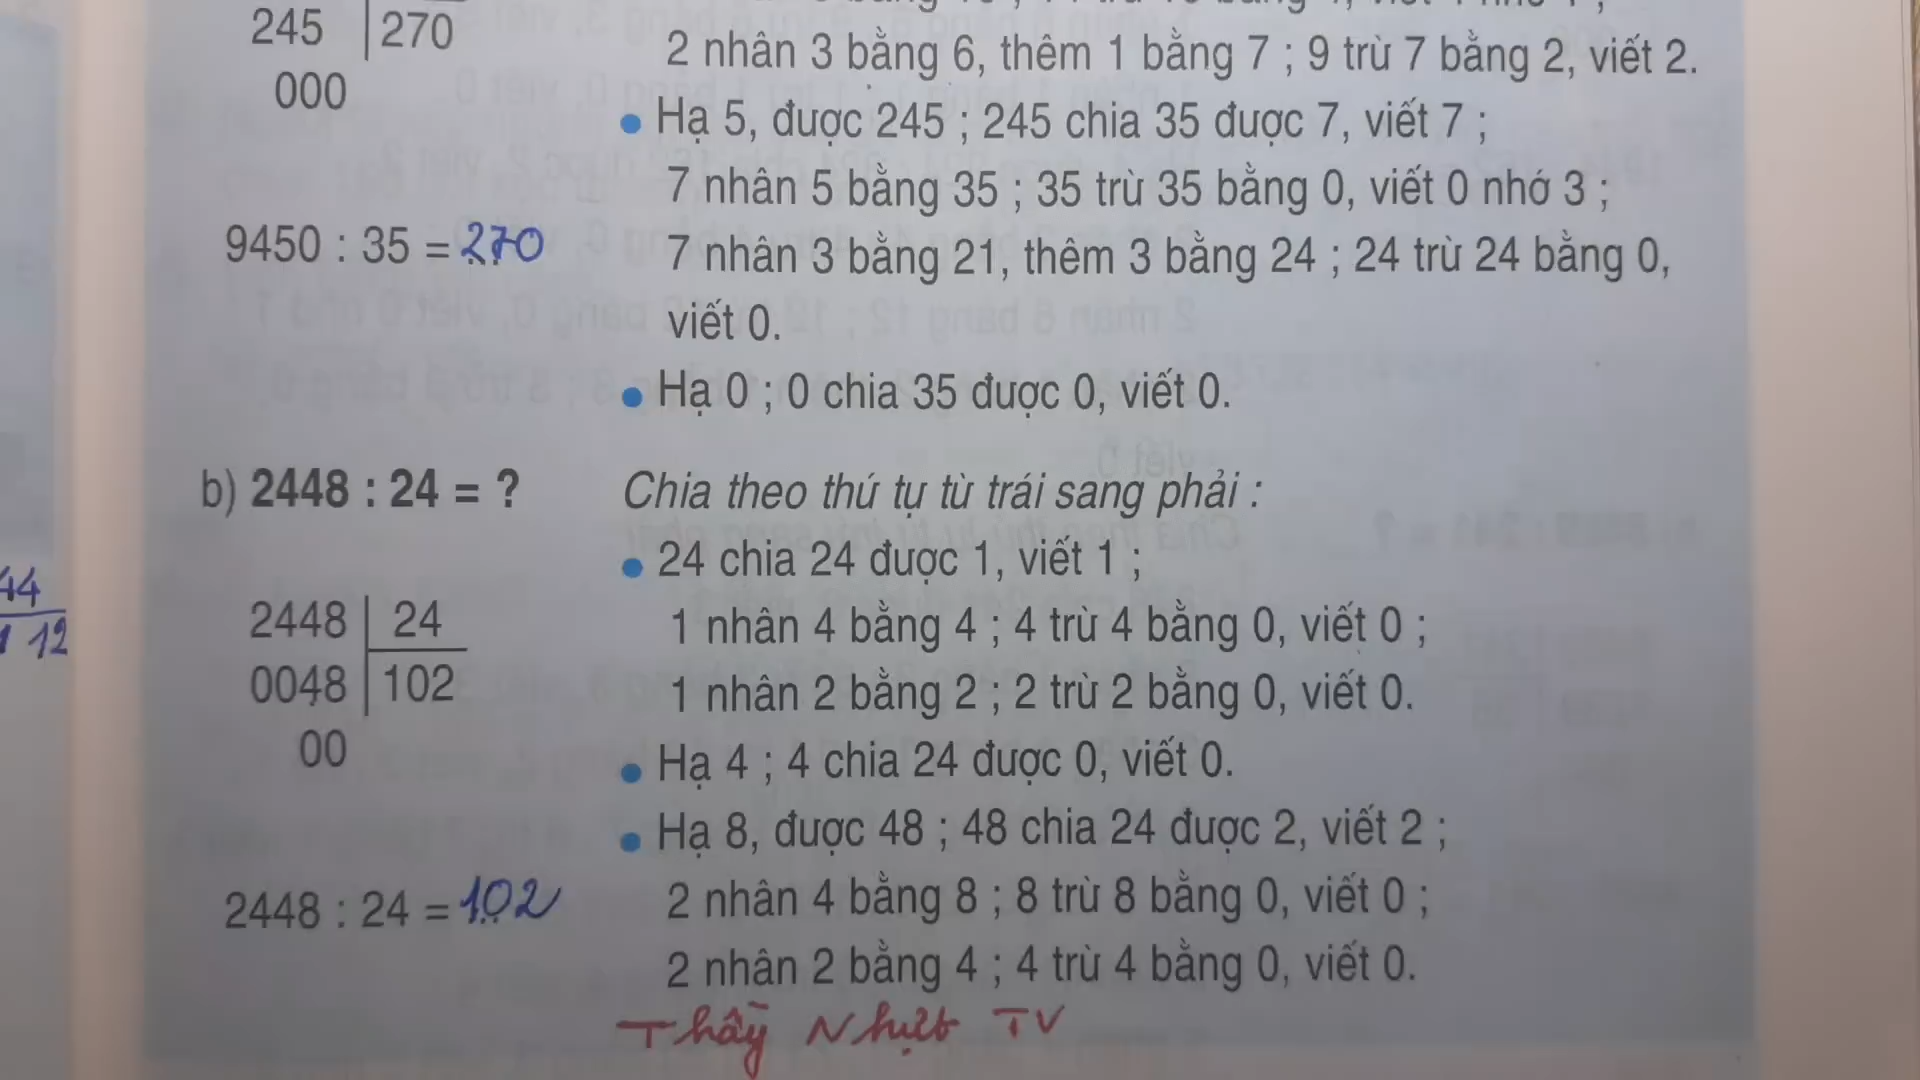 245 270
2 nhân 3 bằng 6, thêm 1 bằng 7 ; 9 trừ 7 bằng 2, viết 2.
000
• Hạ 5, được 245 ; 245 chia 35 được 7, viết 7 ;
7 nhân 5 bằng 35 ; 35 trừ 35 bằng 0, viết 0 nhớ 3 ;
9450 : 35 = 270
7 nhân 3 bằng 21, thêm 3 bằng 24 ; 24 trừ 24 bằng 0,
viết 0.
• Hạ 0 ; 0 chia 35 được 0, viết 0.
b) 2448 : 24 = ?
Chia theo thứ tự từ trái sang phải :
• 24 chia 24 được 1, viết 1 ;
44
12
2448 24
1 nhân 4 bằng 4 ; 4 trừ 4 bằng 0, viết 0 ;
0048 102
1 nhân 2 bằng 2 ; 2 trừ 2 bằng 0, viết 0.
00
• Hạ 4 ; 4 chia 24 được 0, viết 0.
• Hạ 8, được 48 ; 48 chia 24 được 2, viết 2 ;
2448 : 24 = 102
2 nhân 4 bằng 8 ; 8 trừ 8 bằng 0, viết 0 ;
2 nhân 2 bằng 4 ; 4 trừ 4 bằng 0, viết 0.
Thầy Nhựt TV